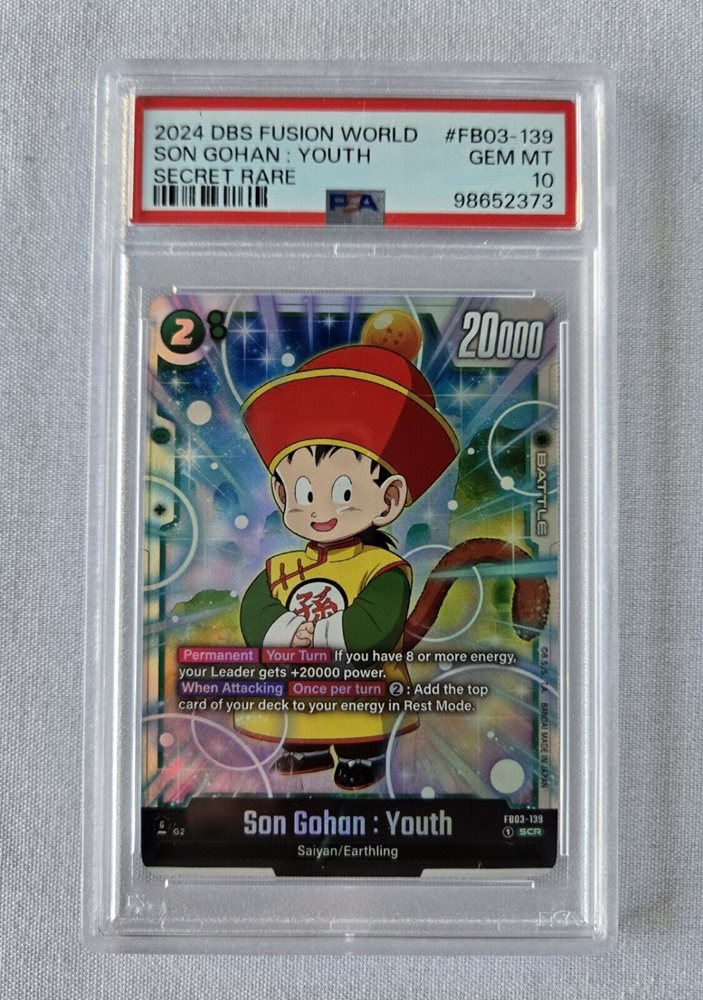 2024 DBS FUSION WORLD #FB03-139
SON GOHAN : YOUTH GEM MT
SECRET RARE 10
PSA 98652373
2 20000
BATTLE
孫
Permanent Your Turn If you have 8 or more energy,
your Leader gets +20000 power.
When Attacking Once per turn 2 : Add the top
card of your deck to your energy in Rest Mode.
©B.S./S.,T.A. BANDAI MADE IN JAPAN
G G2 Son Gohan : Youth FB03-139
1 SCR
Saiyan/Earthling